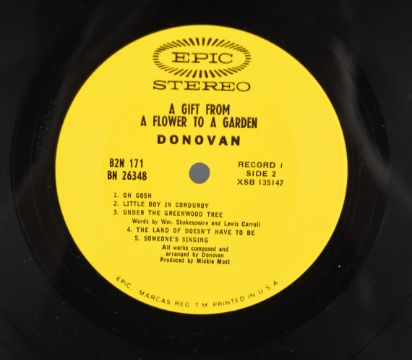 EPIC
STEREO
A GIFT FROM
A FLOWER TO A GARDEN
DONOVAN
B2N 171
BN 26348
RECORD 1
SIDE 2
XSB 135147
1. OH GOSH
2. LITTLE BOY IN CORDUROY
3. UNDER THE GREENWOOD TREE
Words by Wm. Shakespeare and Lewis Carroll
4. THE LAND OF DOESN'T HAVE TO BE
5. SOMEONE'S SINGING
All works composed and
arranged by Donovan
Produced by Mickie Most
EPIC. MARCAS REG. T M PRINTED IN U.S.A.